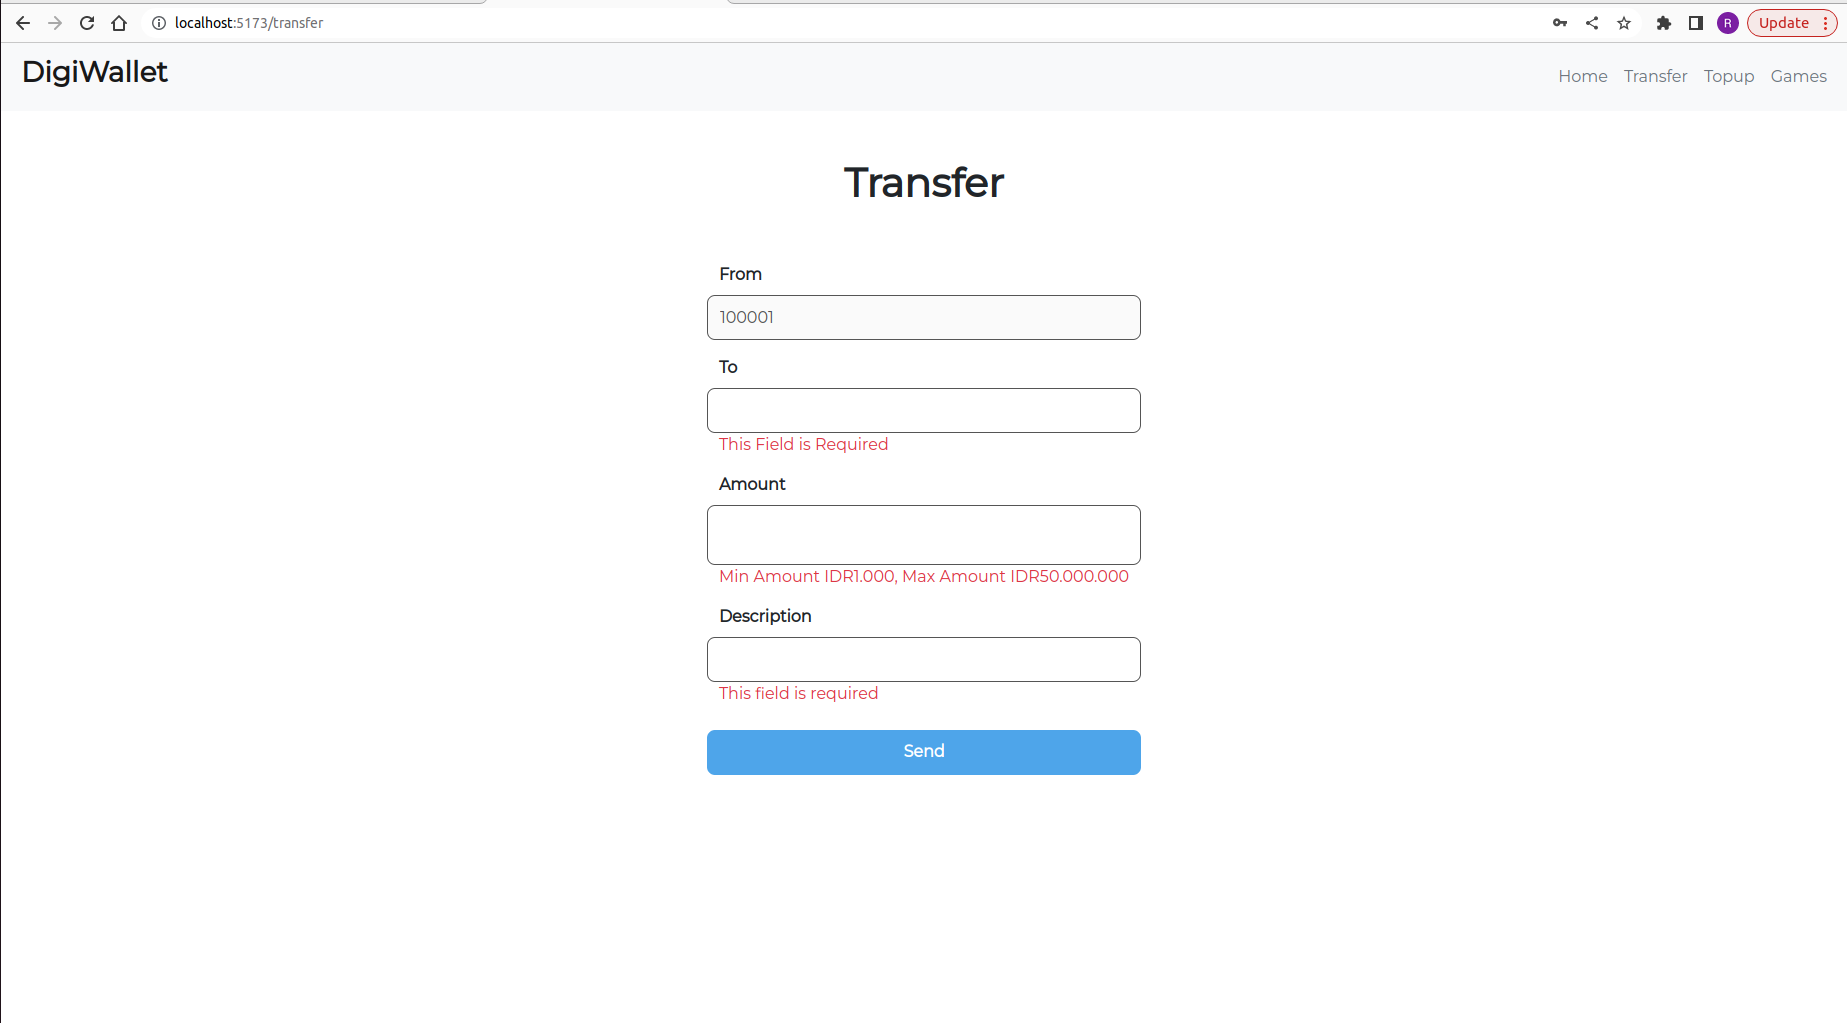 localhost:5173/transfer
R
Update
DigiWallet
Home Transfer Topup Games
Transfer
From
100001
To
This Field is Required
Amount
Min Amount IDR1.000, Max Amount IDR50.000.000
Description
This field is required
Send